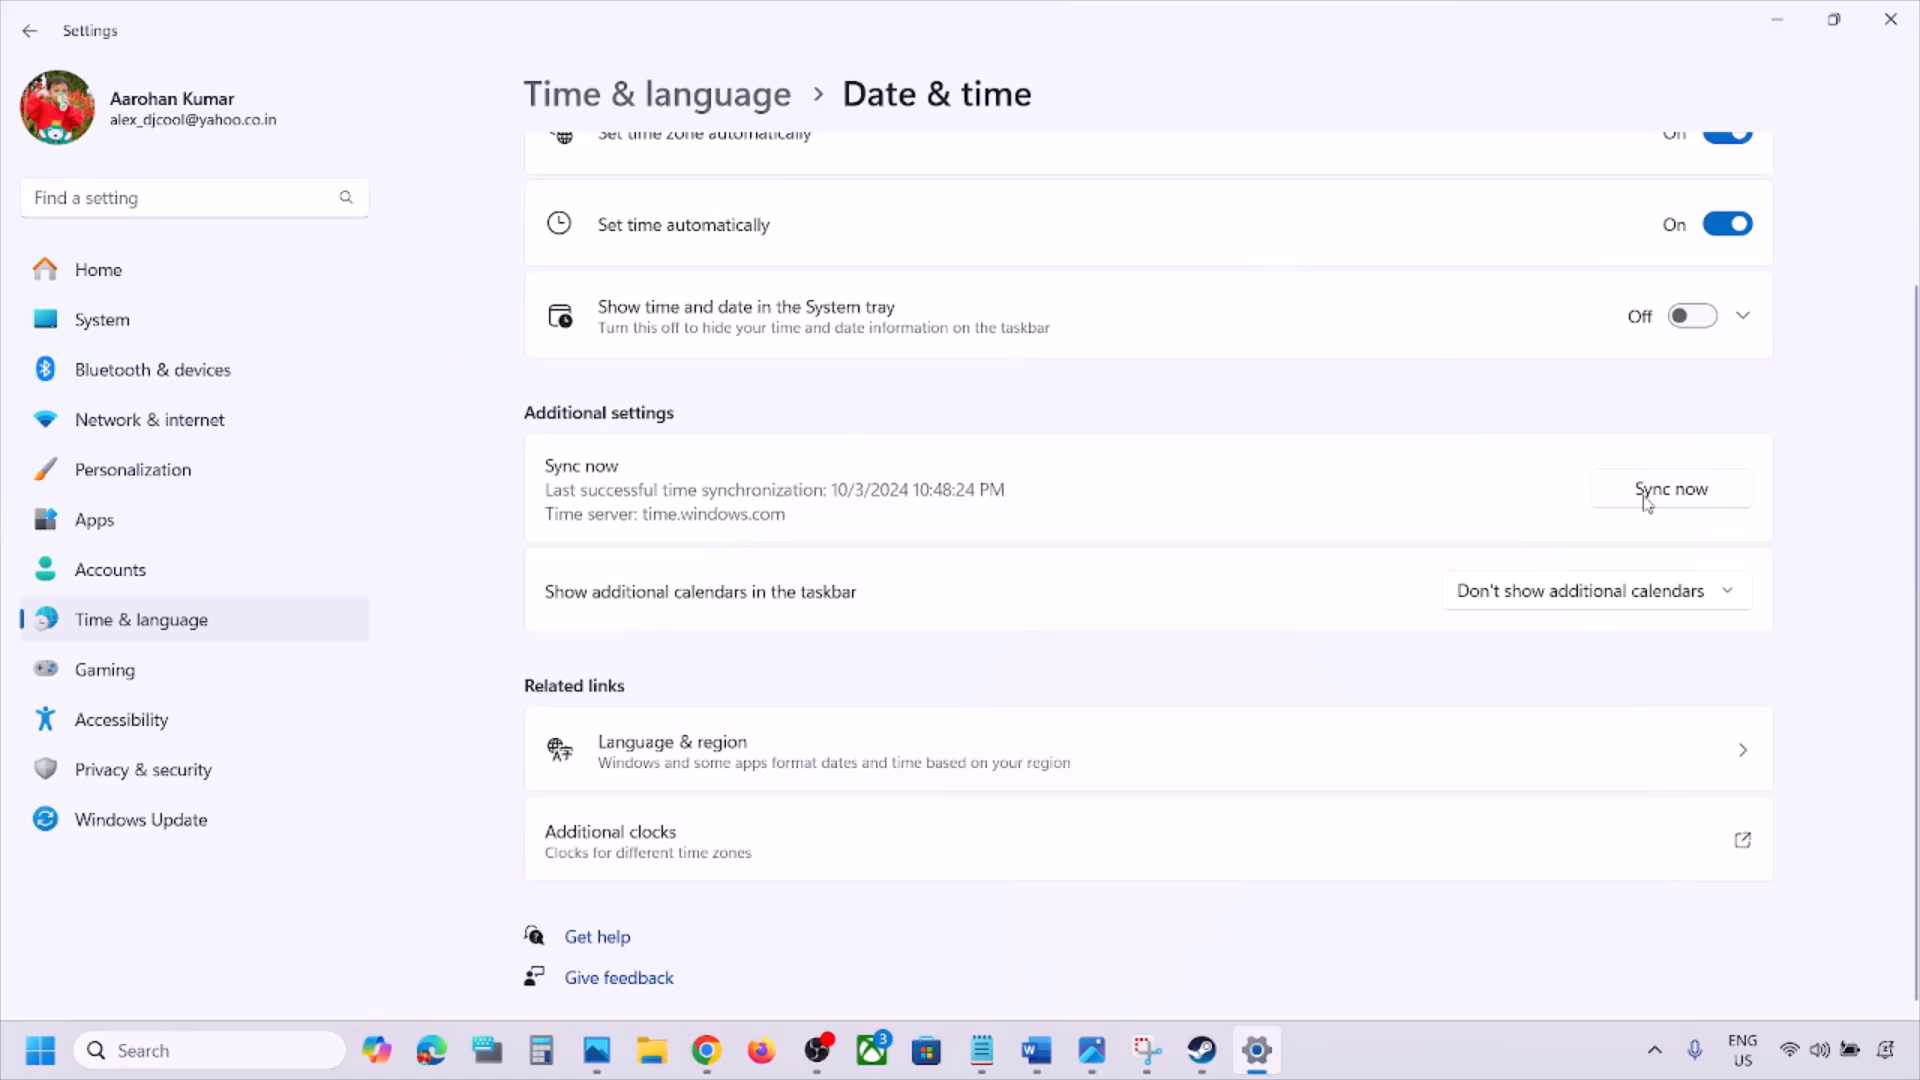 Settings
Aarohan Kumar
alex_djcool@yahoo.co.in
Find a setting
Home
System
Bluetooth & devices
Network & internet
Personalization
Apps
Accounts
Time & language
Gaming
Accessibility
Privacy & security
Windows Update
Time & language > Date & time
Set time zone automatically On
Set time automatically On
Show time and date in the System tray Off
Turn this off to hide your time and date information on the taskbar
Additional settings
Sync now
Last successful time synchronization: 10/3/2024 10:48:24 PM
Time server: time.windows.com
Sync now
Show additional calendars in the taskbar Don't show additional calendars
Related links
Language & region
Windows and some apps format dates and time based on your region
Additional clocks
Clocks for different time zones
Get help
Give feedback
Search
3
ENG
US